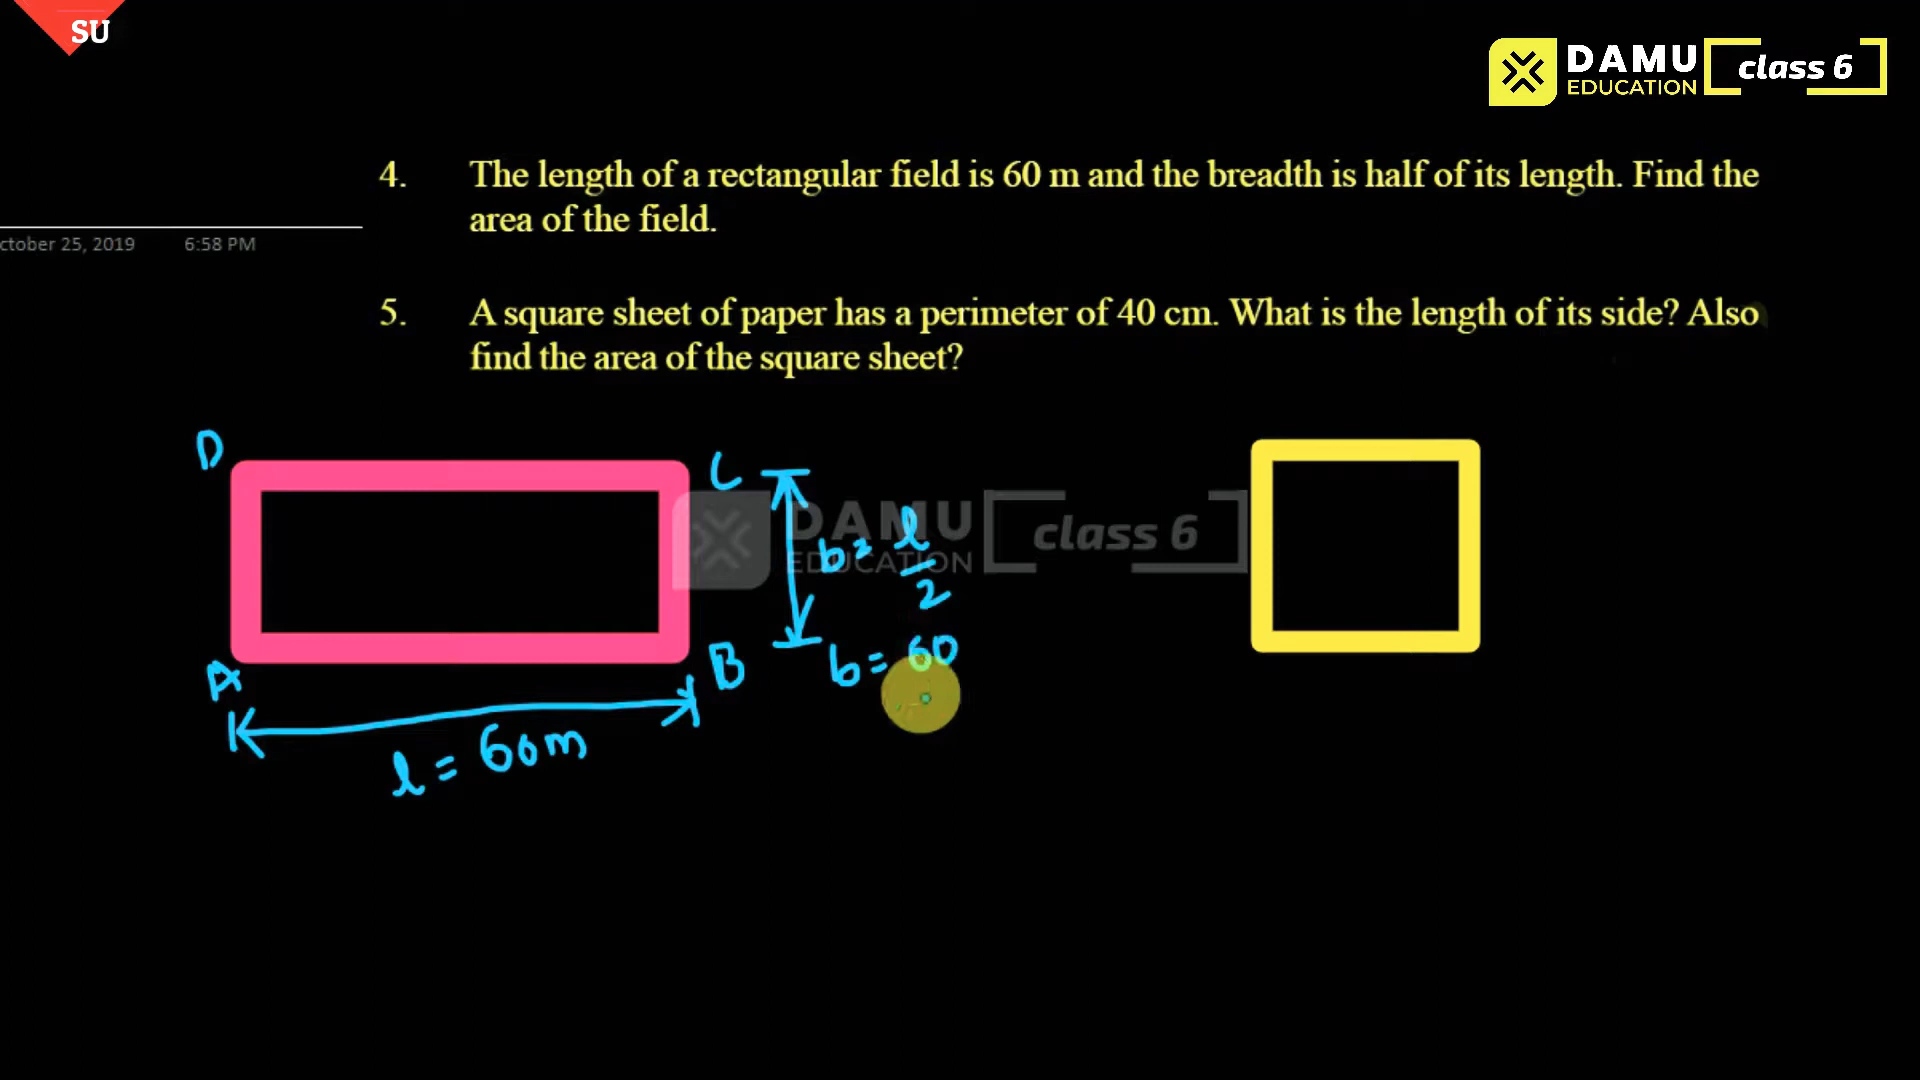 SU
DAMU
EDUCATION
class 6
4. The length of a rectangular field is 60 m and the breadth is half of its length. Find the
area of the field.
ctober 25, 2019 6:58 PM
5. A square sheet of paper has a perimeter of 40 cm. What is the length of its side? Also
find the area of the square sheet?
D
C
DAMU
EDUCATION
class 6
b = l/2
A
B
b = 60
l = 60m